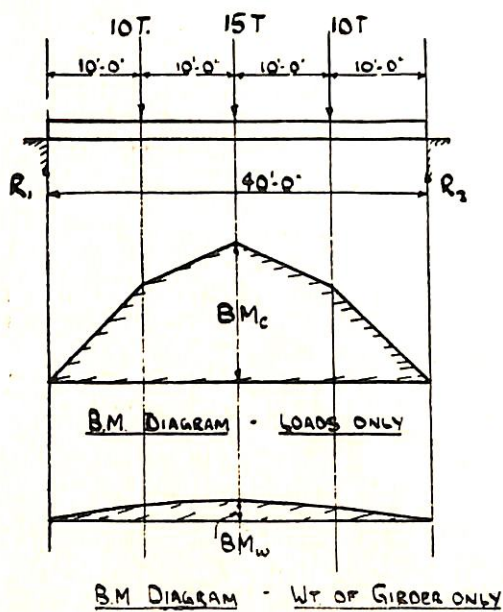 10T. 15T 10T
10'-0" 10'-0" 10'-0" 10'-0"
R₁ 40'-0" R₂
BMc
B.M. DIAGRAM - LOADS ONLY
BMw
B.M DIAGRAM - WT OF GIRDER ONLY